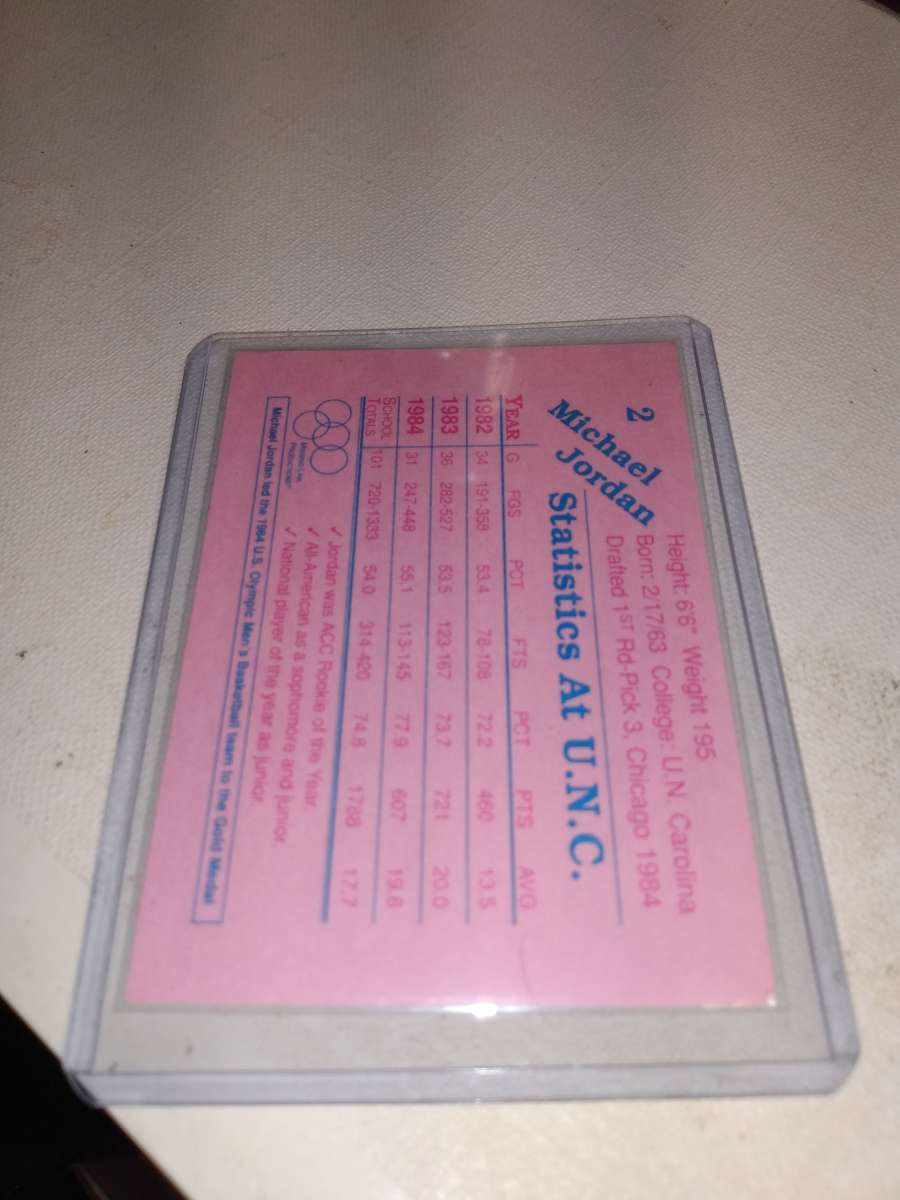 2
Michael
Jordan
Height: 6'6" Weight 195
Born: 2/17/63 College: U.N. Carolina
Drafted 1ST Rd-Pick 3, Chicago 1984
Statistics At U.N.C.
YEAR G FGS PCT FTS PCT PTS AVG
1982 34 191-358 53.4 78-108 72.2 460 13.5
1983 36 282-527 53.5 123-167 73.7 721 20.0
1984 31 247-448 55.1 113-145 77.9 607 19.6
SCHOOL
TOTALS 101 720-1333 54.0 314-420 74.8 1788 17.7
✓ Jordan was ACC Rookie of the Year.
✓ All-American as a sophomore and junior.
✓ National player of the year as junior.
Michael Jordan led the 1984 U.S. Olympic Men's Basketball team to the Gold Medal